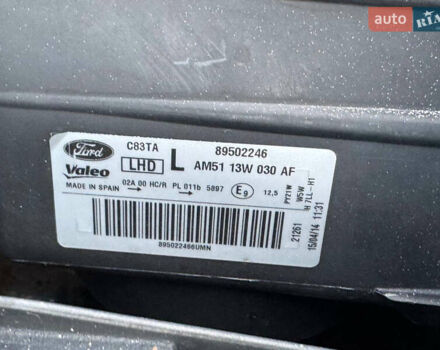 auto RIA
Ford C83TA 89502246
Valeo LHD L AM51 13W 030 AF
MADE IN SPAIN 02A 00 HC/R PL 011b 5897 E9 12,5
PY21W
W5W
H 7LL-H1
21261
15/04/14 11:31
895022466UMN